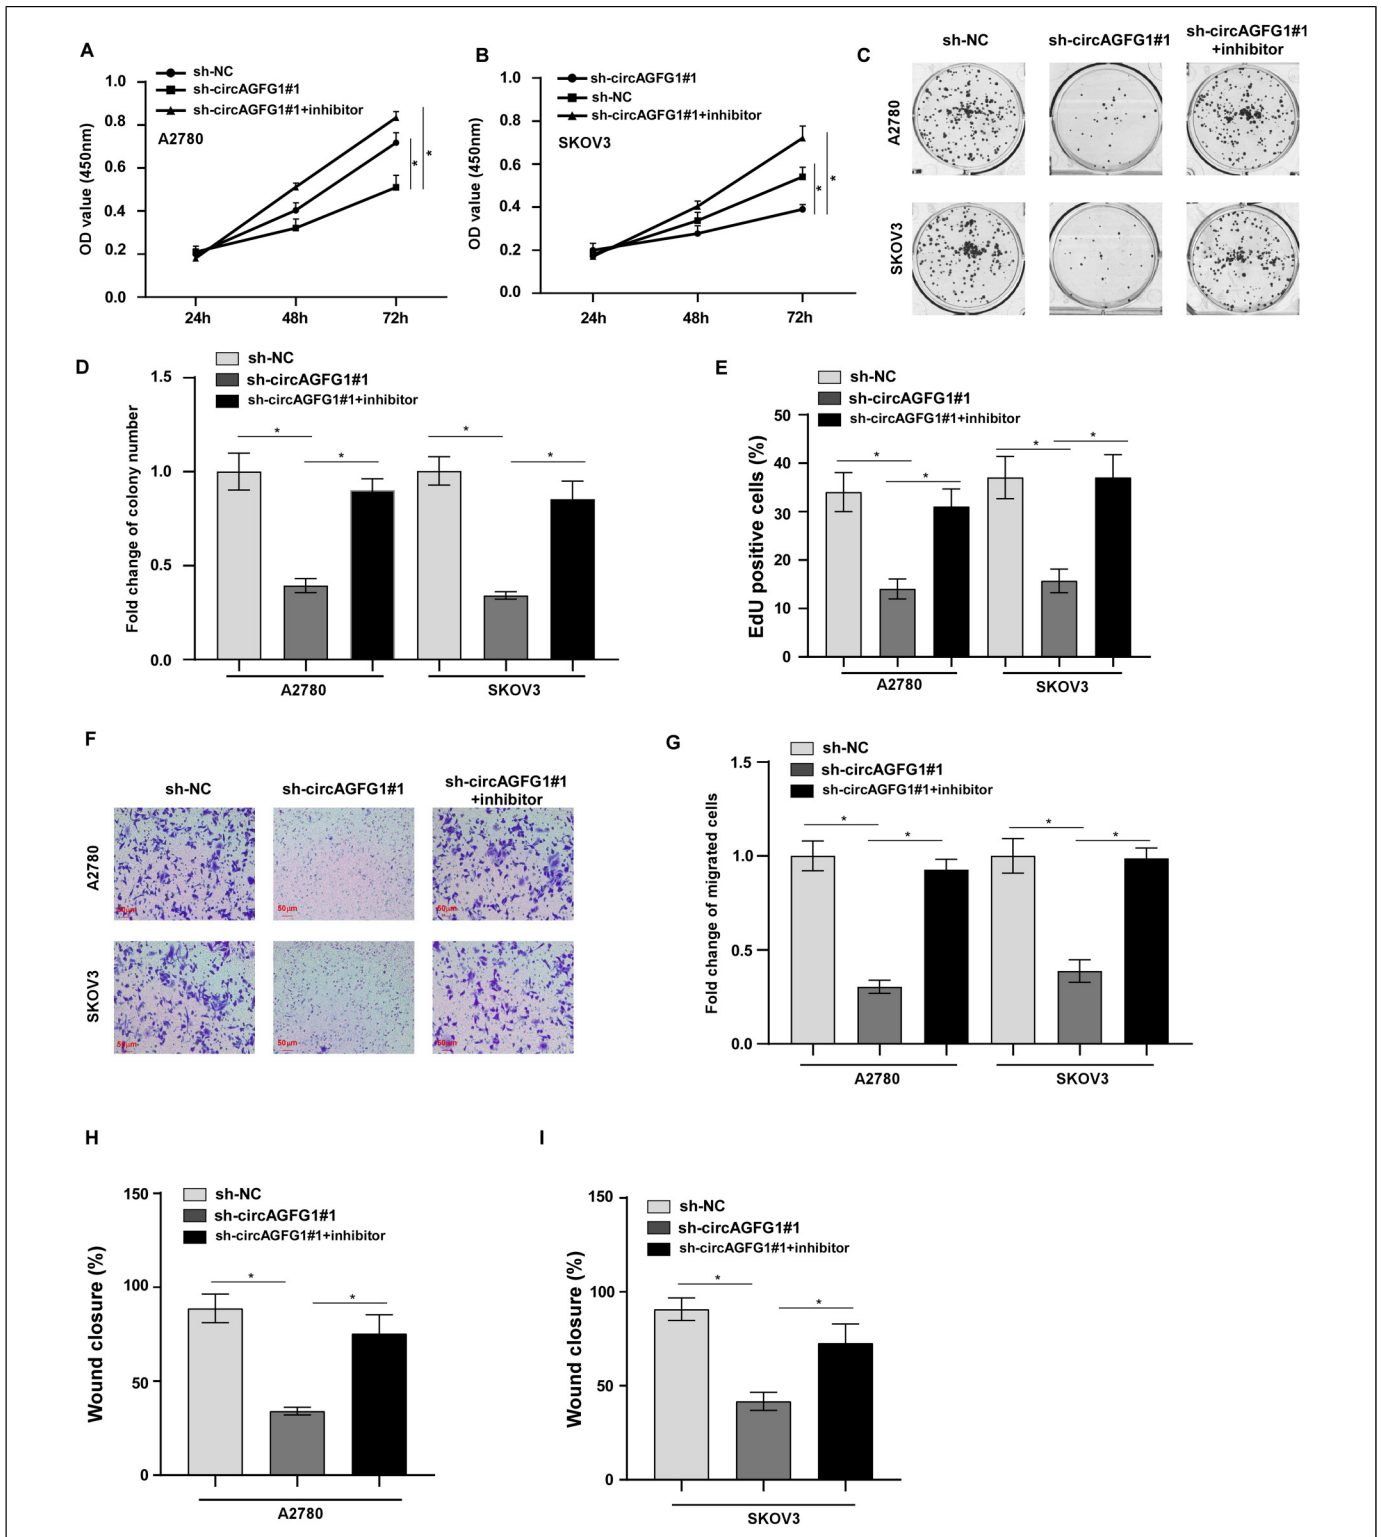 A
sh-NC
sh-circAGFG1#1
sh-circAGFG1#1+inhibitor
A2780
OD value (450nm)
1.0
0.8
0.6
0.4
0.2
0.0
24h
48h
72h
*
*
B
sh-circAGFG1#1
sh-NC
sh-circAGFG1#1+inhibitor
SKOV3
OD value (450nm)
1.0
0.8
0.6
0.4
0.2
0.0
24h
48h
72h
*
*
C
sh-NC
sh-circAGFG1#1
sh-circAGFG1#1
+inhibitor
A2780
SKOV3
D
sh-NC
sh-circAGFG1#1
sh-circAGFG1#1+inhibitor
Fold change of colony number
1.5
1.0
0.5
0.0
*
*
*
*
A2780
SKOV3
E
sh-NC
sh-circAGFG1#1
sh-circAGFG1#1+inhibitor
EdU positive cells (%)
50
40
30
20
10
0
*
*
*
*
A2780
SKOV3
F
sh-NC
sh-circAGFG1#1
sh-circAGFG1#1
+inhibitor
A2780
50μm
50μm
50μm
SKOV3
50μm
50μm
50μm
G
sh-NC
sh-circAGFG1#1
sh-circAGFG1#1+inhibitor
Fold change of migrated cells
1.5
1.0
0.5
0.0
*
*
*
*
A2780
SKOV3
H
sh-NC
sh-circAGFG1#1
sh-circAGFG1#1+inhibitor
Wound closure (%)
150
100
50
0
*
*
A2780
I
sh-NC
sh-circAGFG1#1
sh-circAGFG1#1+inhibitor
Wound closure (%)
150
100
50
0
*
*
SKOV3